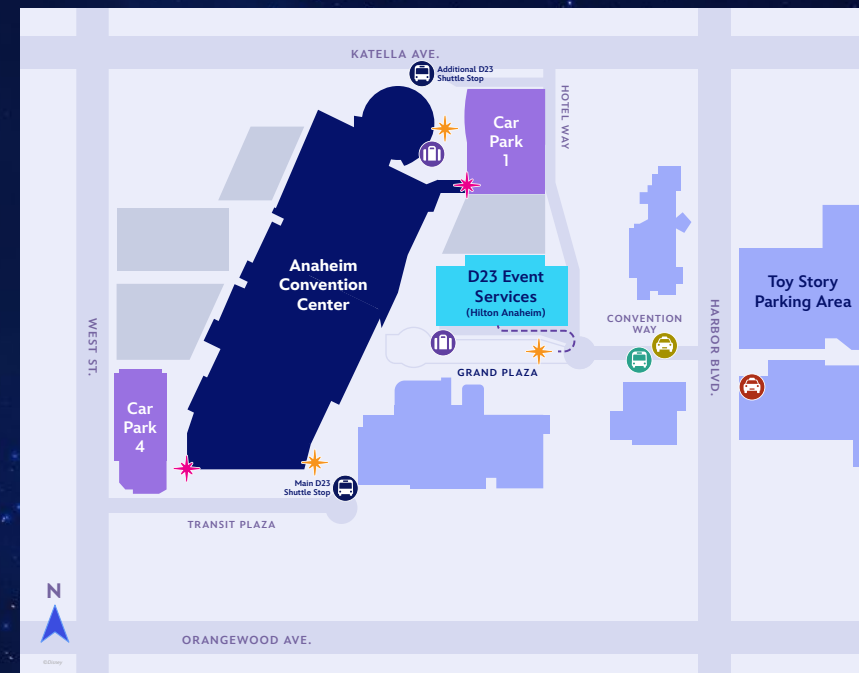 KATELLA AVE.
Additional D23
Shuttle Stop
HOTEL WAY
Car
Park
1
Anaheim
Convention
Center
D23 Event
Services
(Hilton Anaheim)
Toy Story
Parking Area
CONVENTION
WAY
HARBOR BLVD.
WEST ST.
GRAND PLAZA
Car
Park
4
Main D23
Shuttle Stop
TRANSIT PLAZA
N
ORANGEWOOD AVE.
©Disney